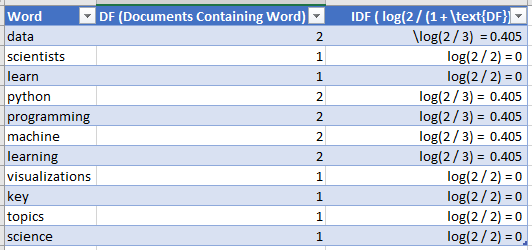 Word DF (Documents Containing Word) IDF ( log(2 / (1 + \text{DF})
data 2 \log(2 / 3) = 0.405
scientists 1 log(2 / 2) = 0
learn 1 log(2 / 2) = 0
python 2 log(2 / 3) = 0.405
programming 2 log(2 / 3) = 0.405
machine 2 log(2 / 3) = 0.405
learning 2 log(2 / 3) = 0.405
visualizations 1 log(2 / 2) = 0
key 1 log(2 / 2) = 0
topics 1 log(2 / 2) = 0
science 1 log(2 / 2) = 0